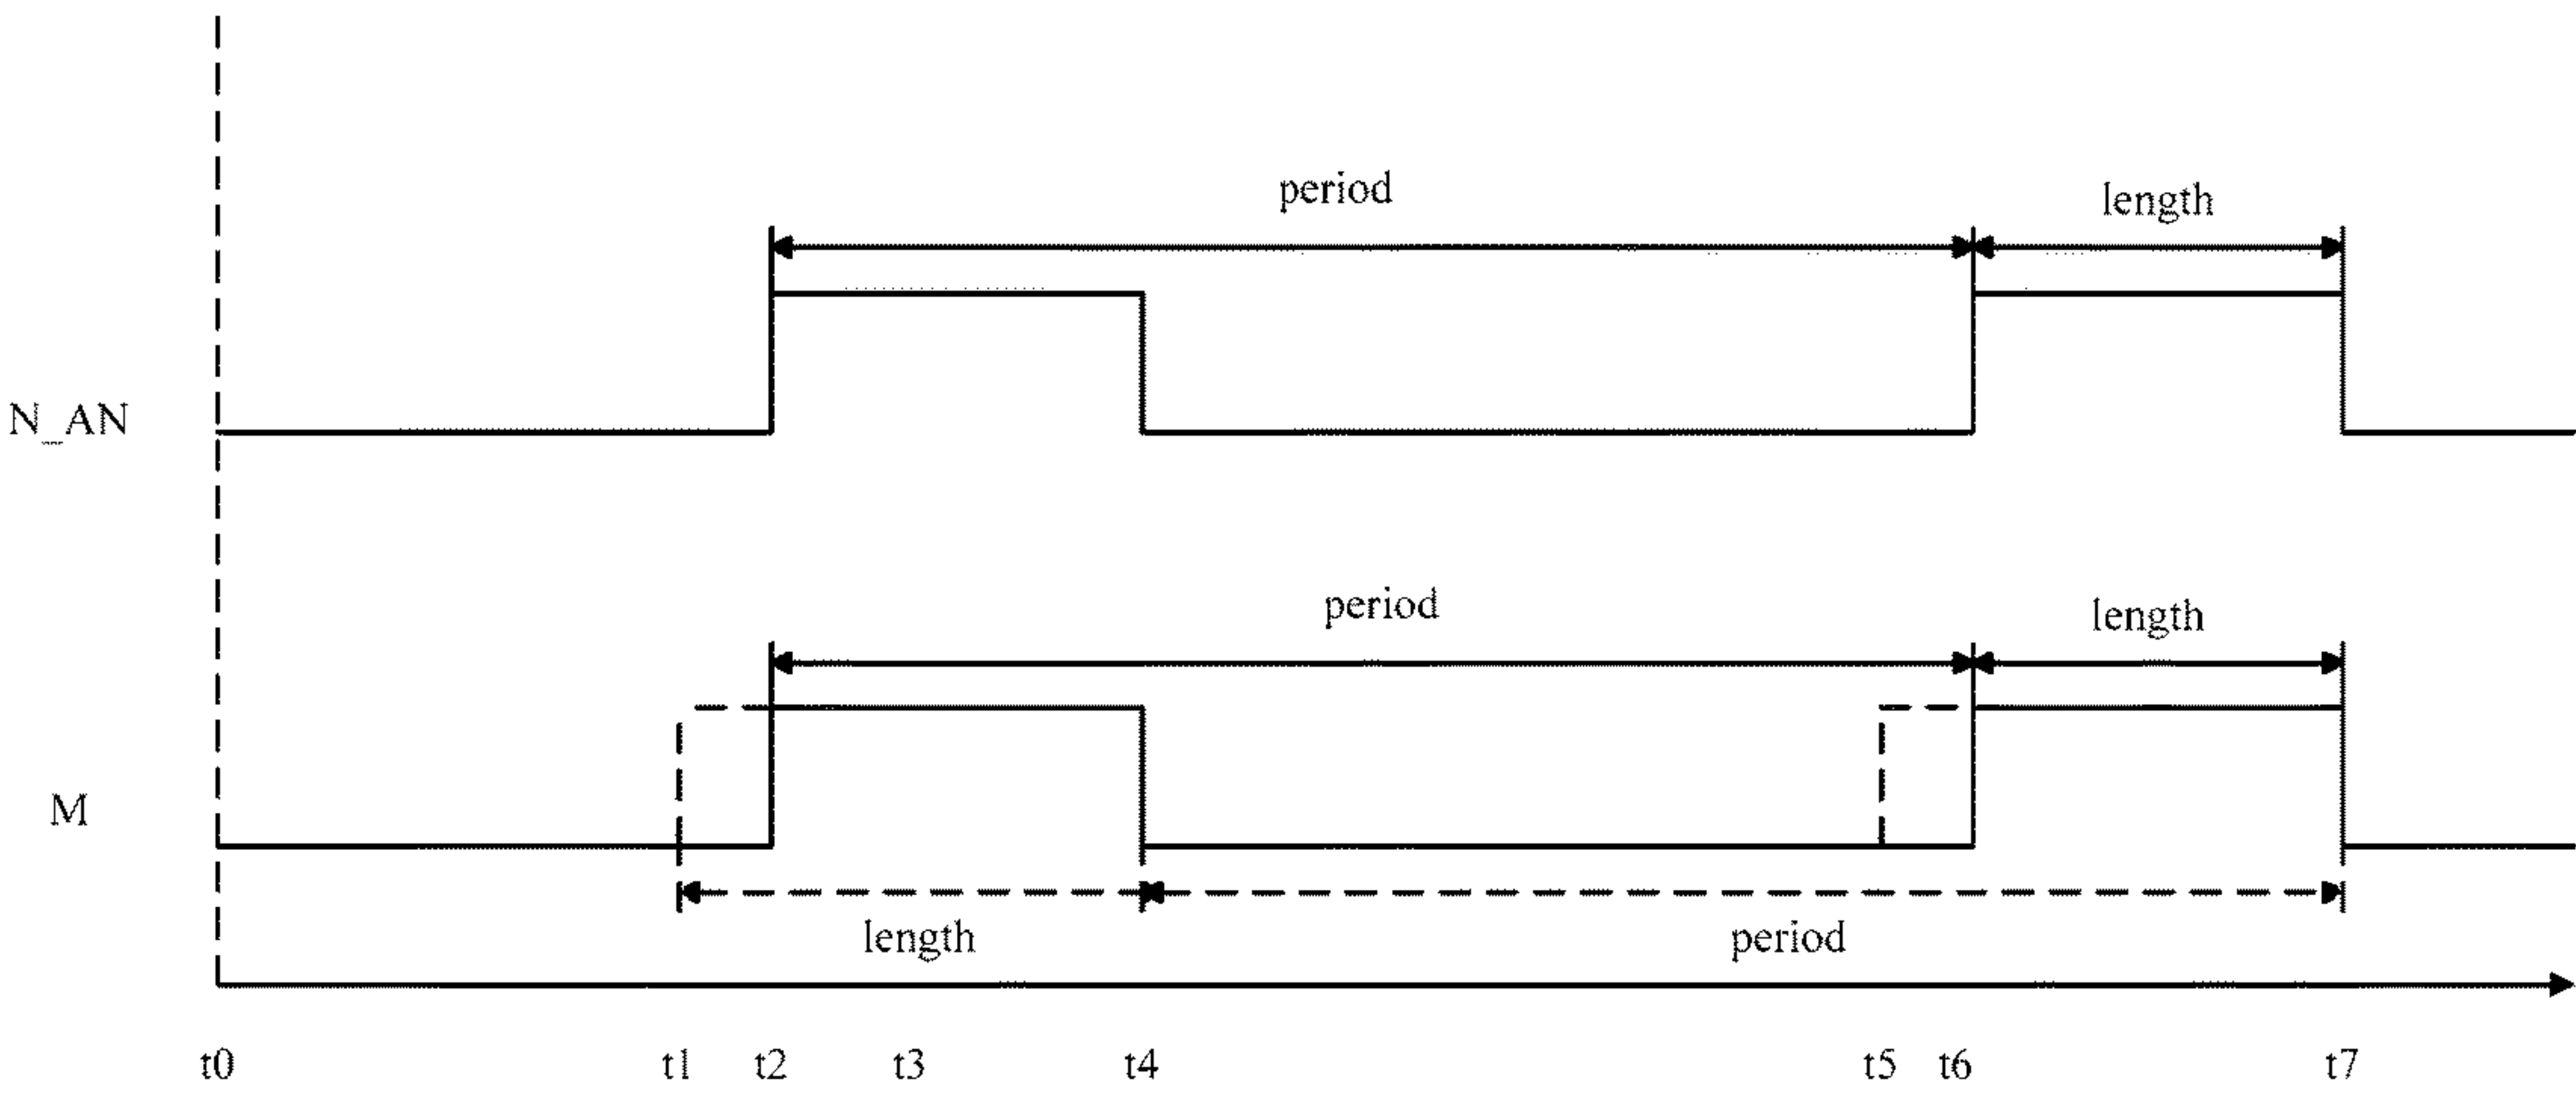 period
length
N_AN
period
length
M
length
period
t0 t1 t2 t3 t4 t5 t6 t7